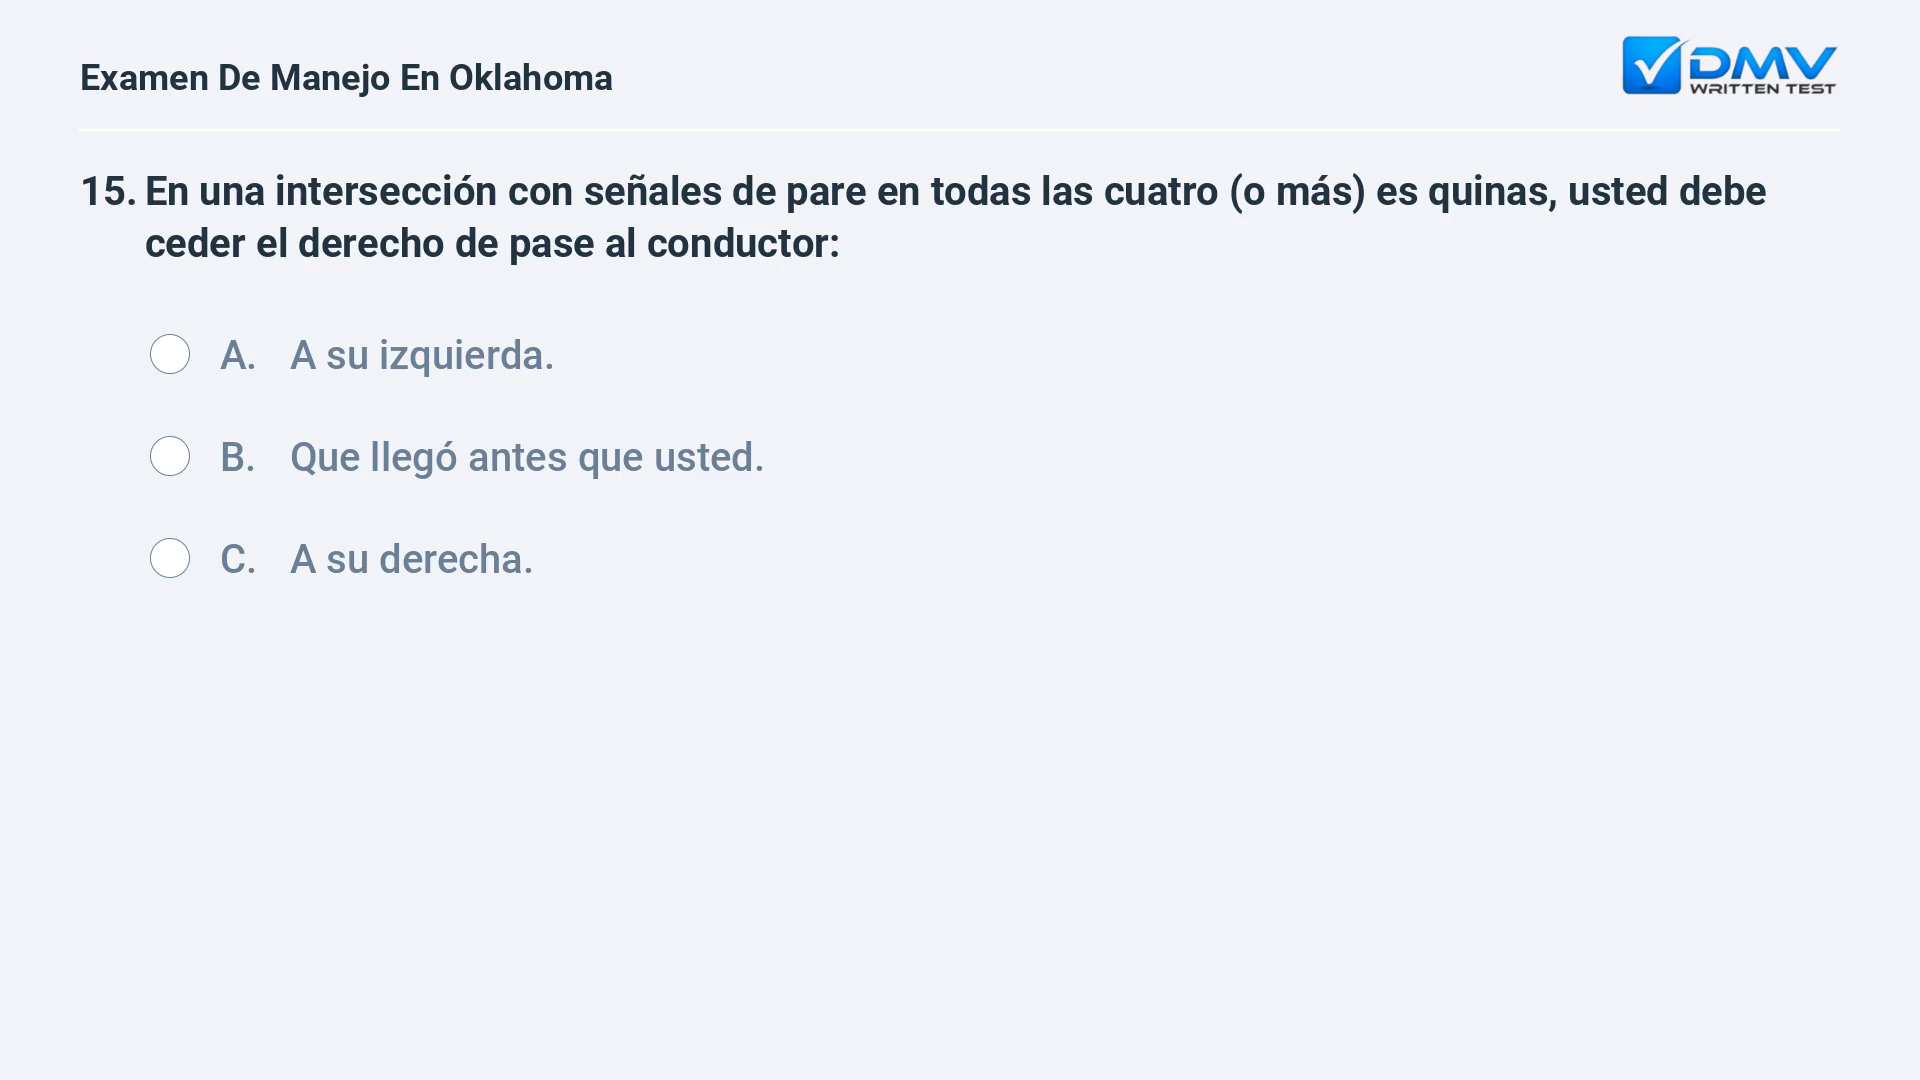 Examen De Manejo En Oklahoma
DMV
WRITTEN TEST
15. En una intersección con señales de pare en todas las cuatro (o más) es quinas, usted debe
ceder el derecho de pase al conductor:
A. A su izquierda.
B. Que llegó antes que usted.
C. A su derecha.